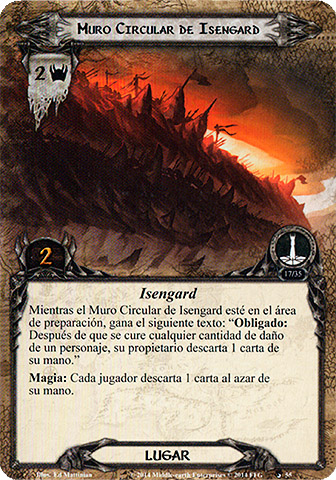 Muro Circular de Isengard
2
2
17/35
Isengard
Mientras el Muro Circular de Isengard esté en el área
de preparación, gana el siguiente texto: “Obligado:
Después de que se cure cualquier cantidad de daño
de un personaje, su propietario descarta 1 carta de
su mano.”
Magia: Cada jugador descarta 1 carta al azar de
su mano.
LUGAR
Illus. Ed Mattinian
© 2014 Middle-earth Enterprises © 2014 FFG